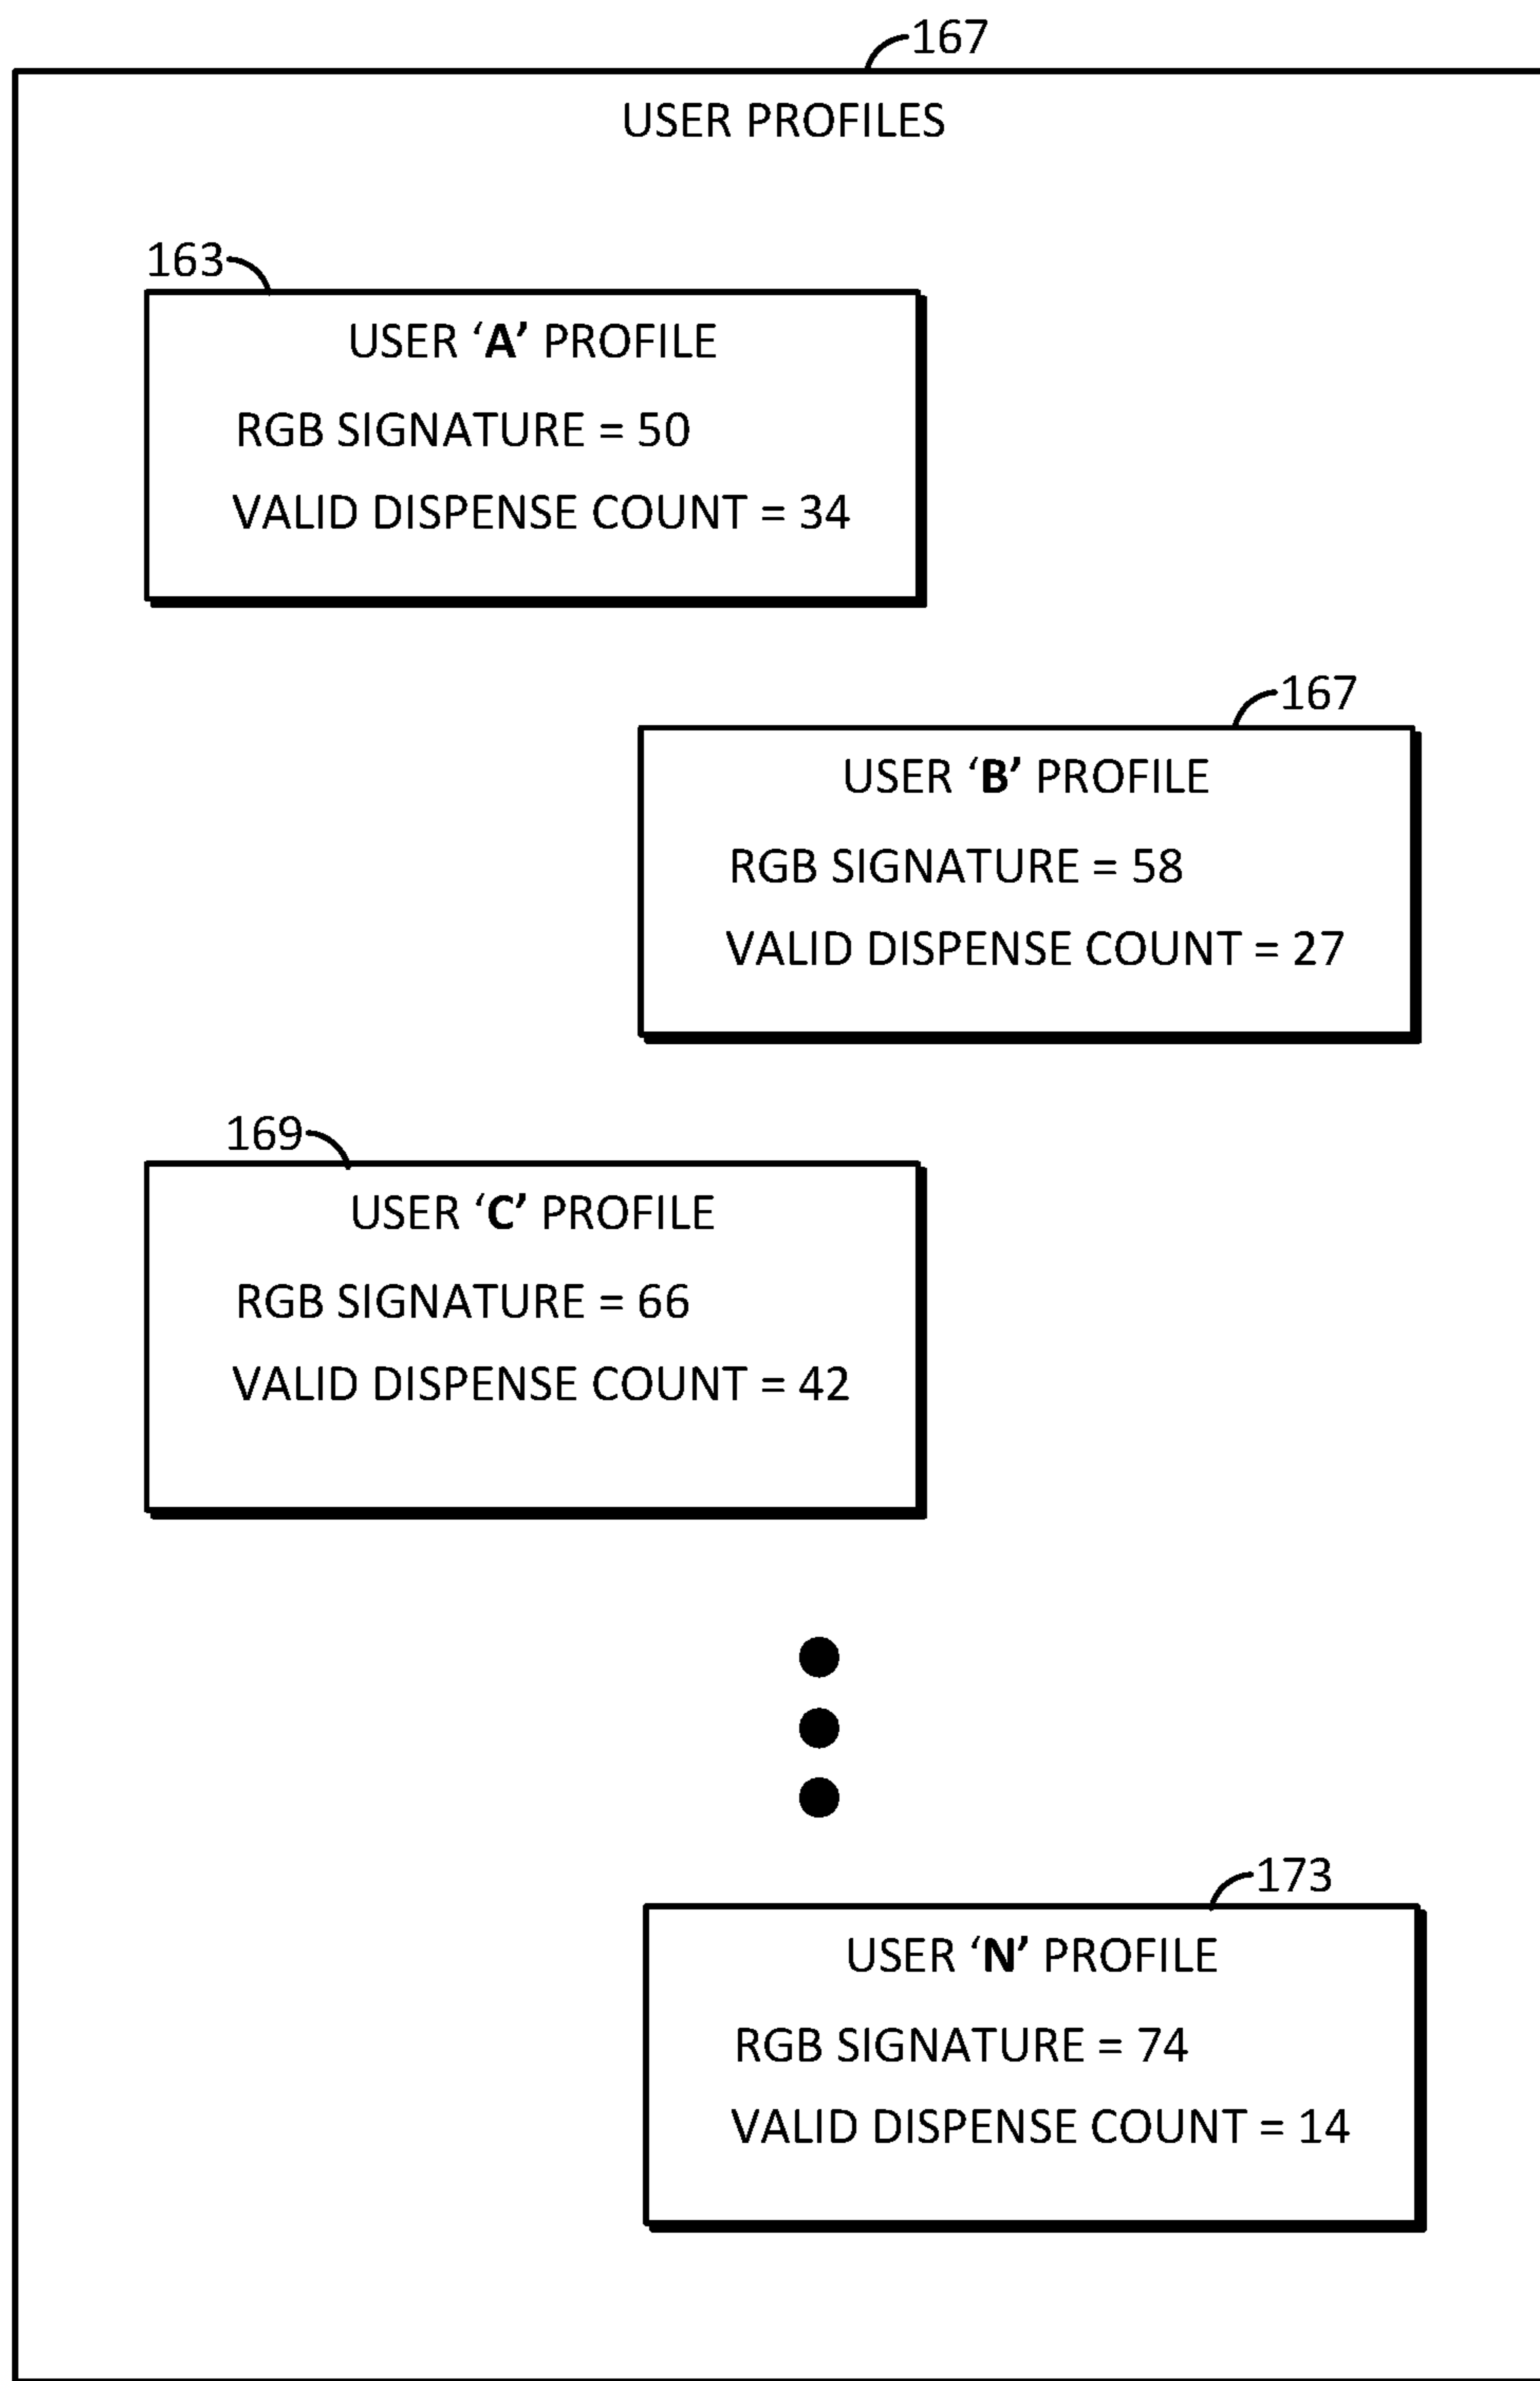 167
USER PROFILES
163
USER ‘A’ PROFILE
RGB SIGNATURE = 50
VALID DISPENSE COUNT = 34
167
USER ‘B’ PROFILE
RGB SIGNATURE = 58
VALID DISPENSE COUNT = 27
169
USER ‘C’ PROFILE
RGB SIGNATURE = 66
VALID DISPENSE COUNT = 42
173
USER ‘N’ PROFILE
RGB SIGNATURE = 74
VALID DISPENSE COUNT = 14